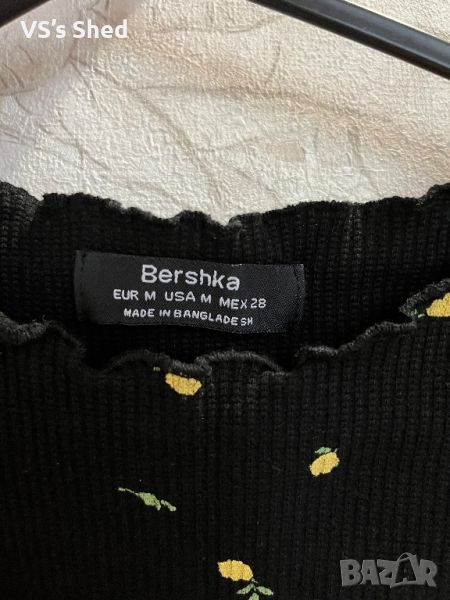 VS's Shed
Bershka
EUR M USA M MEX 28
MADE IN BANGLADESH
BAZAR